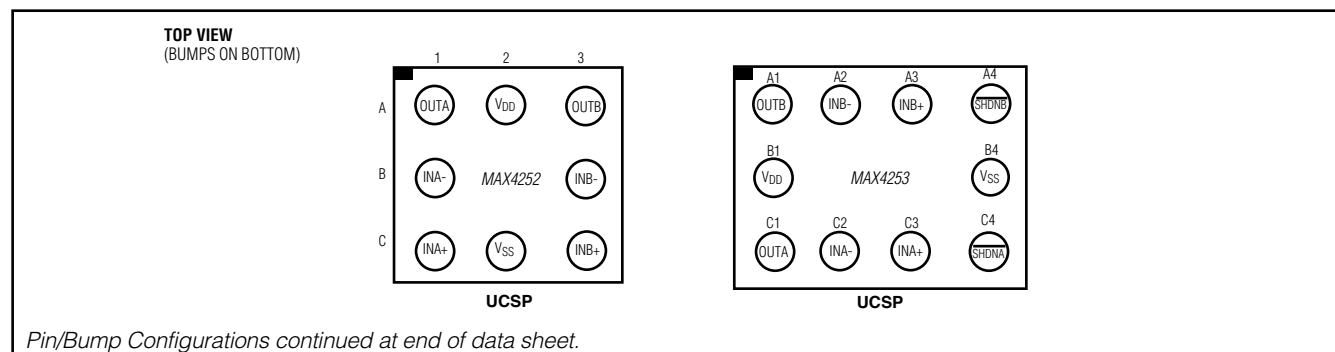 TOP VIEW
(BUMPS ON BOTTOM)
1 2 3
A OUTA VDD OUTB
B INA- MAX4252 INB-
C INA+ VSS INB+
UCSP
A1 A2 A3 A4
OUTB INB- INB+ SHDNB
B1 B4
VDD MAX4253 VSS
C1 C2 C3 C4
OUTA INA- INA+ SHDNA
UCSP
Pin/Bump Configurations continued at end of data sheet.